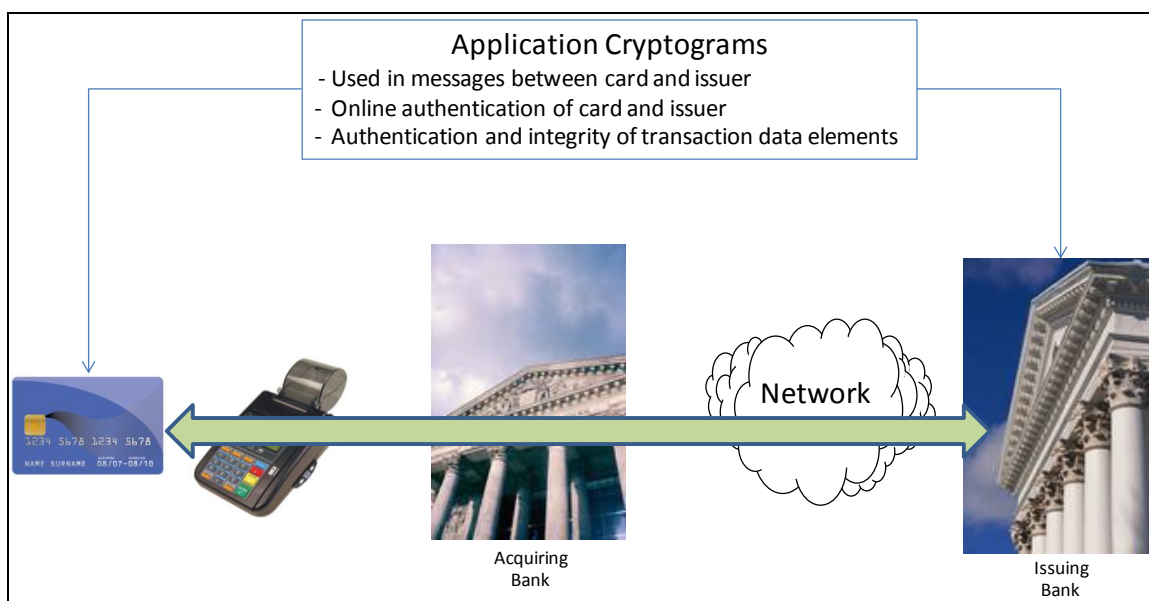 Application Cryptograms
- Used in messages between card and issuer
- Online authentication of card and issuer
- Authentication and integrity of transaction data elements
Network
1234 5678 1234 5678
NAME SURNAME 08/07-08/10
Acquiring
Bank
Issuing
Bank